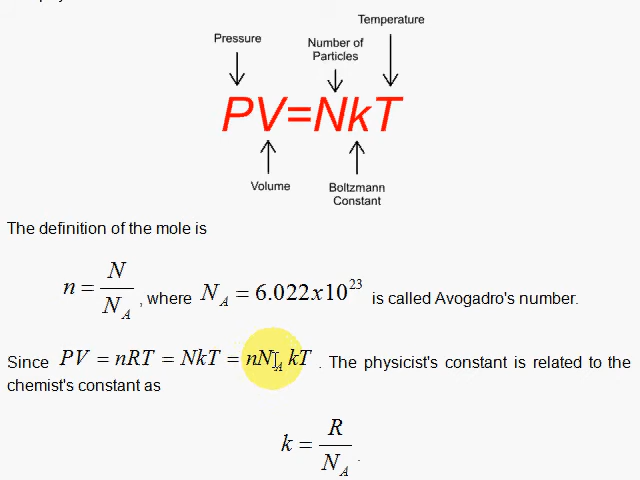 Temperature
Pressure
Number of
Particles
PV=NkT
Volume
Boltzmann
Constant
The definition of the mole is
n = N / N_A , where N_A = 6.022x10^23 is called Avogadro's number.
Since PV = nRT = NkT = nN_A kT . The physicist's constant is related to the
chemist's constant as
k = R / N_A .